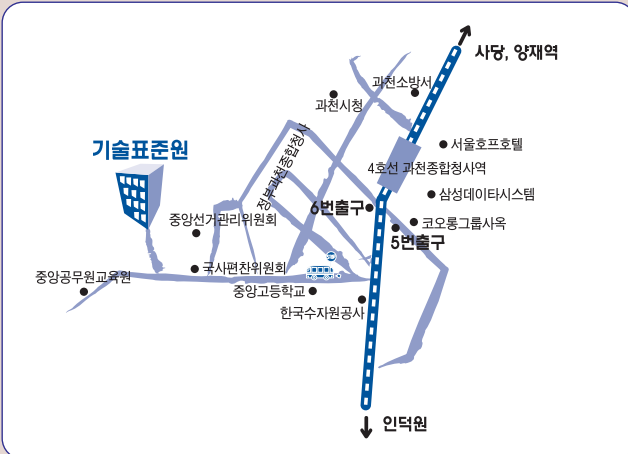 사당, 양재역
과천소방서
과천시청
서울호프호텔
기술표준원
4호선 과천종합청사역
정부과천종합청사
삼성데이타시스템
6번출구
중앙선거관리위원회
코오롱그룹사옥
5번출구
국사편찬위원회
중앙공무원교육원
중앙고등학교
한국수자원공사
인덕원